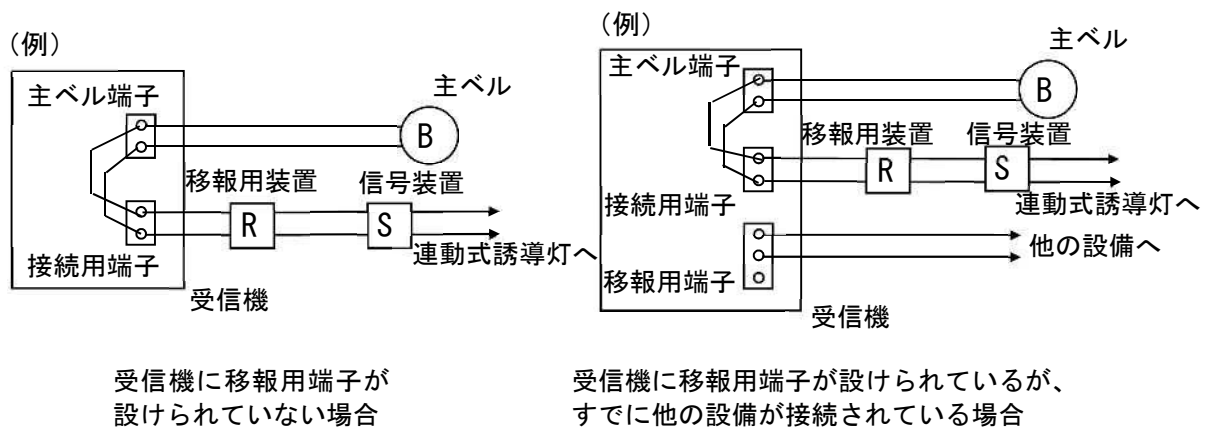 (例)
主ベル端子
主ベル
B
移報用装置
信号装置
R
S
連動式誘導灯へ
接続用端子
受信機
受信機に移報用端子が
設けられていない場合
(例)
主ベル端子
主ベル
B
移報用装置
信号装置
R
S
接続用端子
連動式誘導灯へ
他の設備へ
移報用端子
受信機
受信機に移報用端子が設けられているが、
すでに他の設備が接続されている場合